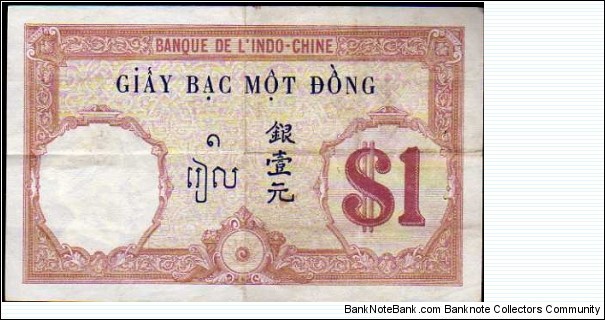 BANQUE DE L'INDO-CHINE
GIẤY BẠC MỘT ĐỒNG
១
រៀល
銀壹元
$1
BankNoteBank.com - Banknote Collectors Community